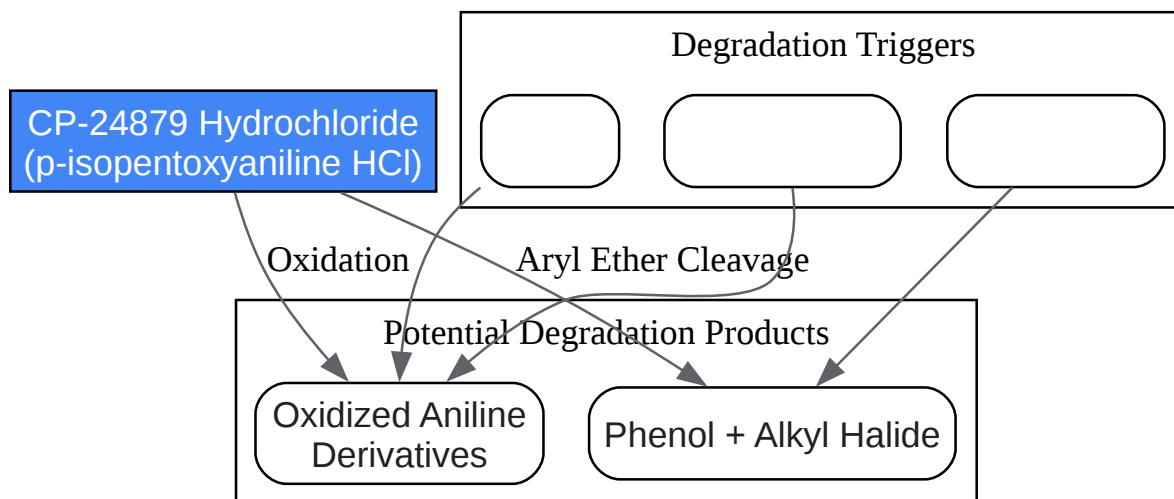 Degradation Triggers
CP-24879 Hydrochloride
(p-isopentoxyaniline HCl)
Oxidation
Aryl Ether Cleavage
Potential Degradation Products
Oxidized Aniline
Derivatives
Phenol + Alkyl Halide